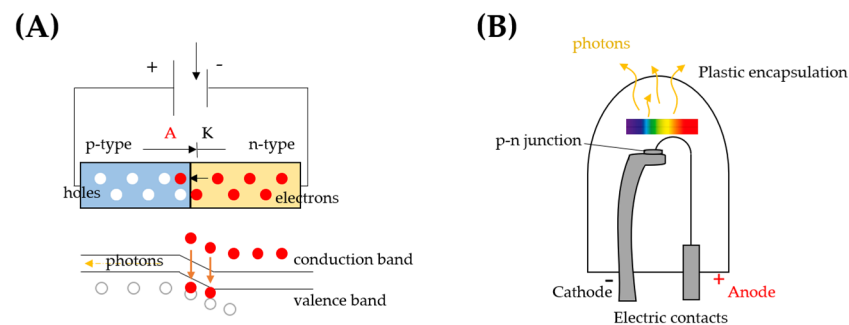 (A)
+ -
A K
p-type n-type
holes
electrons
photons
conduction band
valence band
(B)
photons
Plastic encapsulation
p-n junction
- +
Cathode Anode
Electric contacts